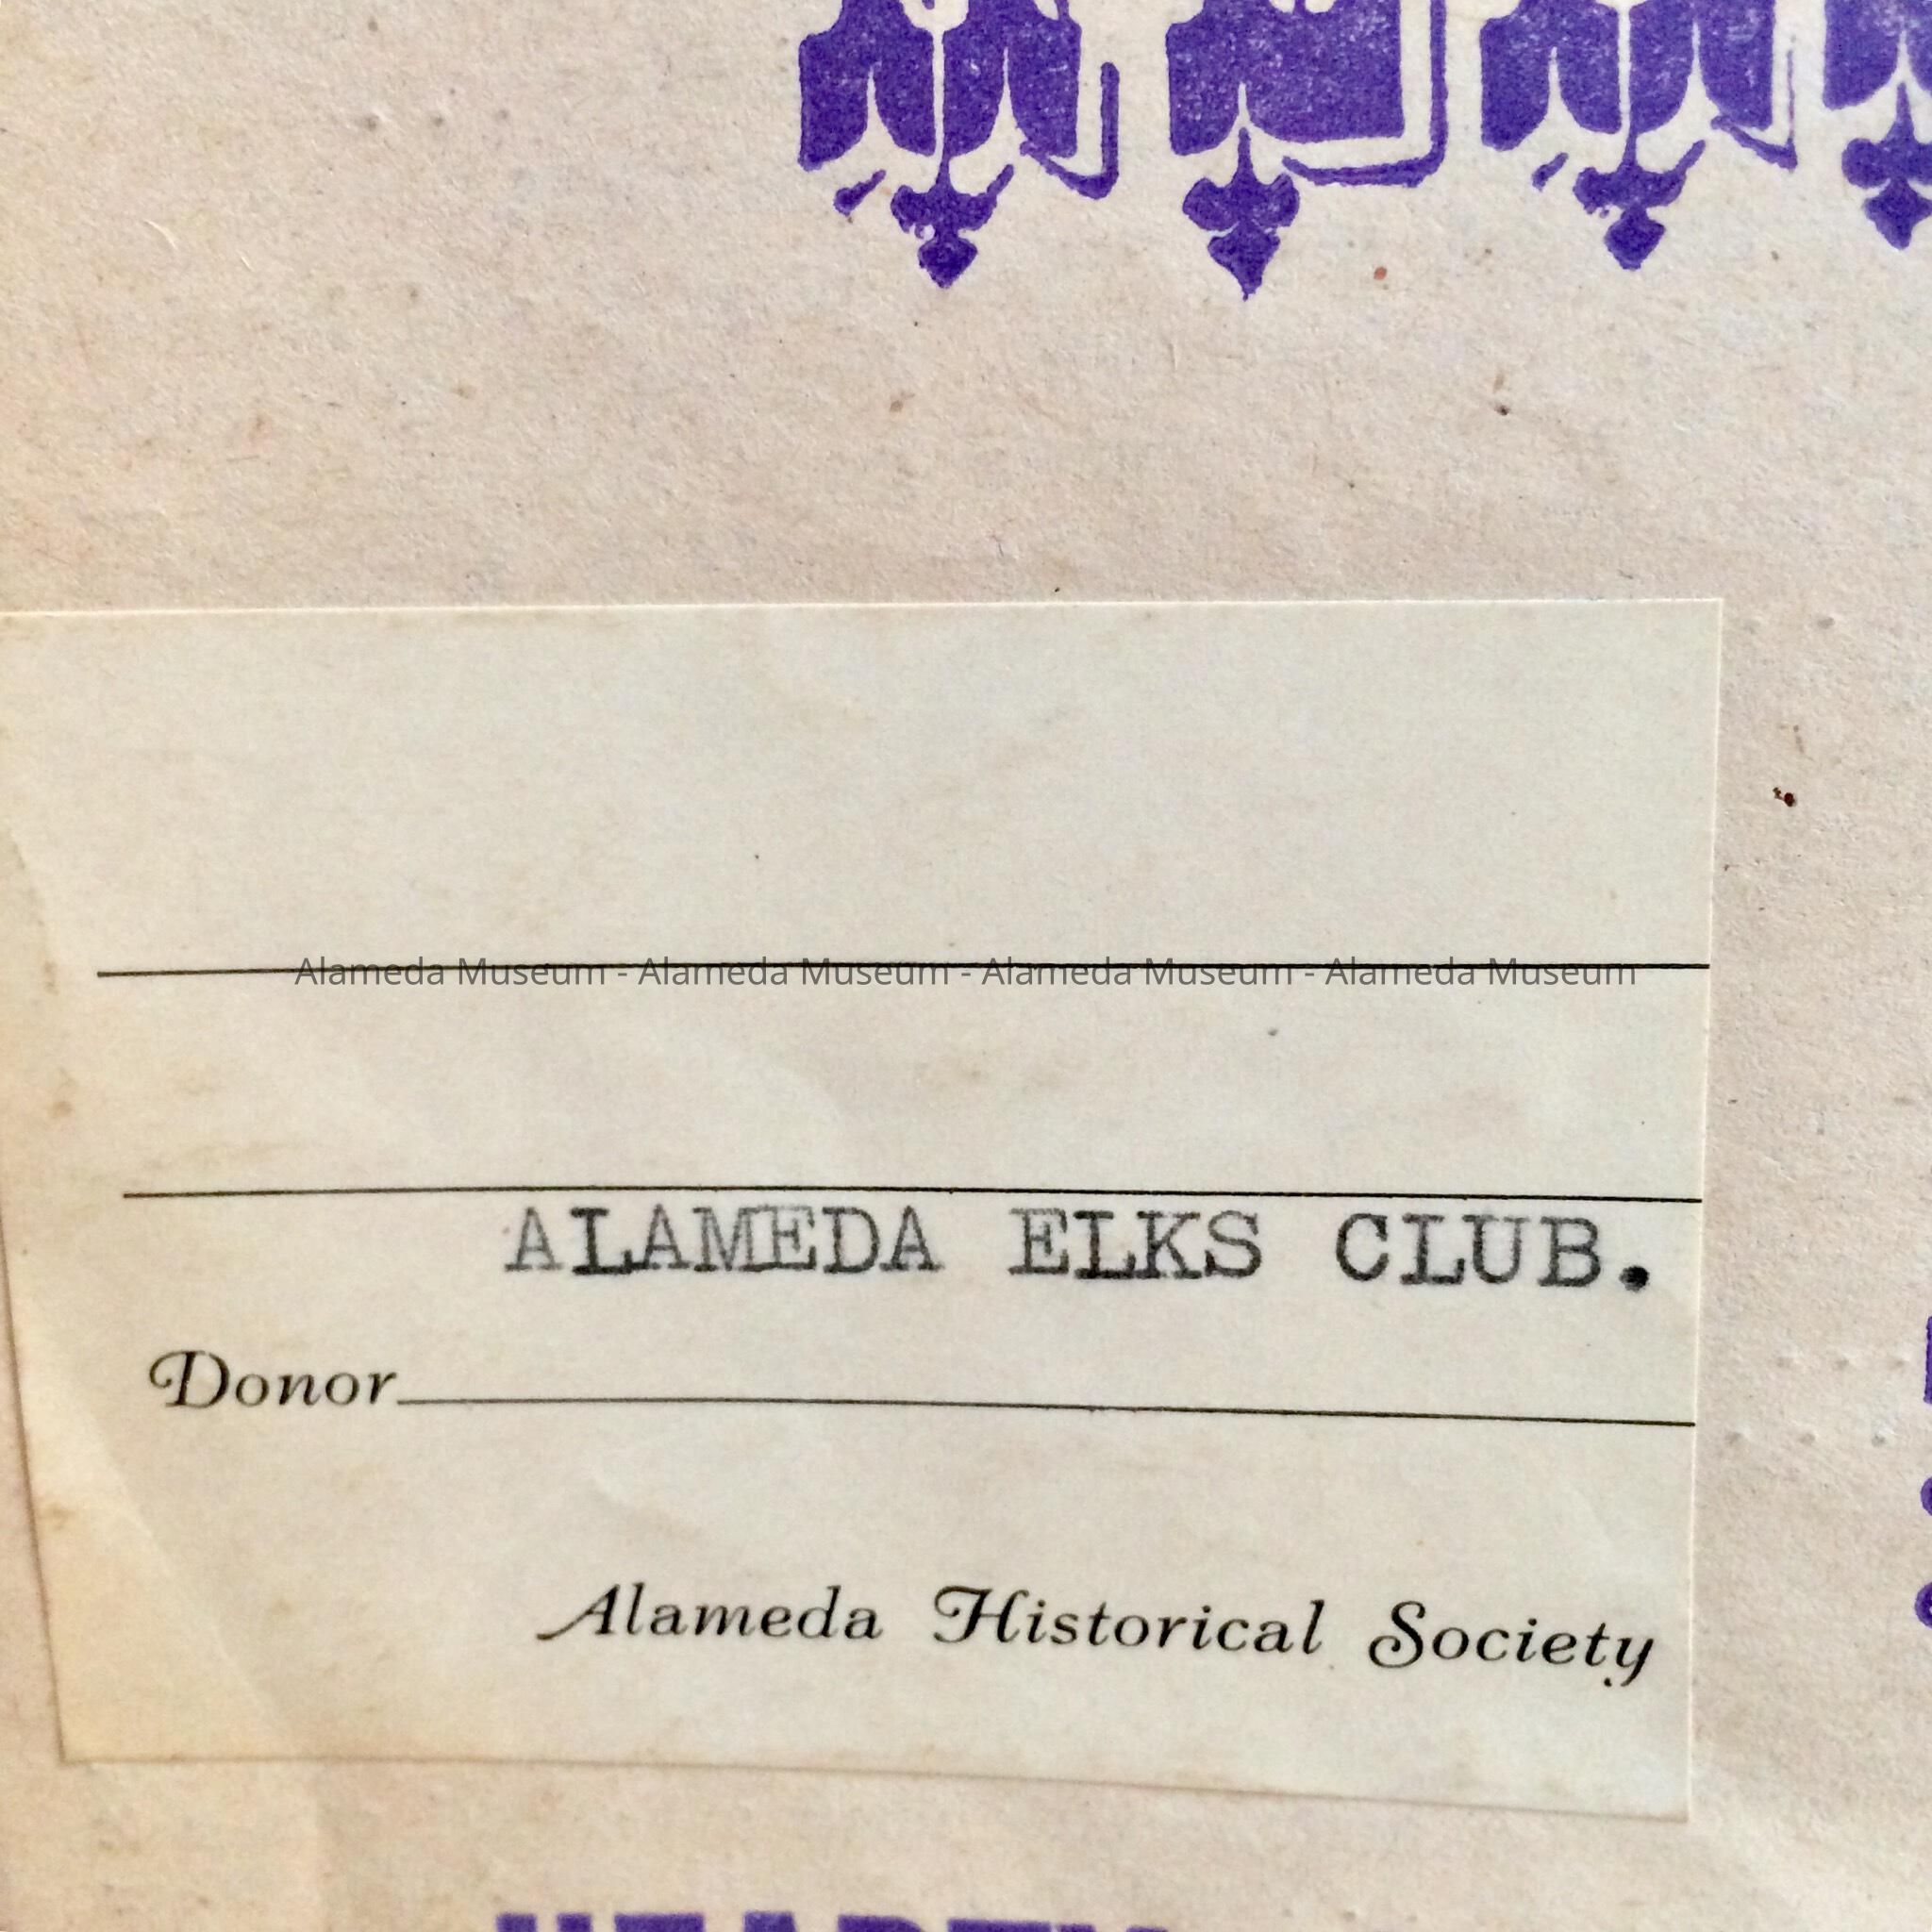 Alameda Museum - Alameda Museum - Alameda Museum - Alameda Museum
ALAMEDA ELKS CLUB.
Donor
Alameda Historical Society